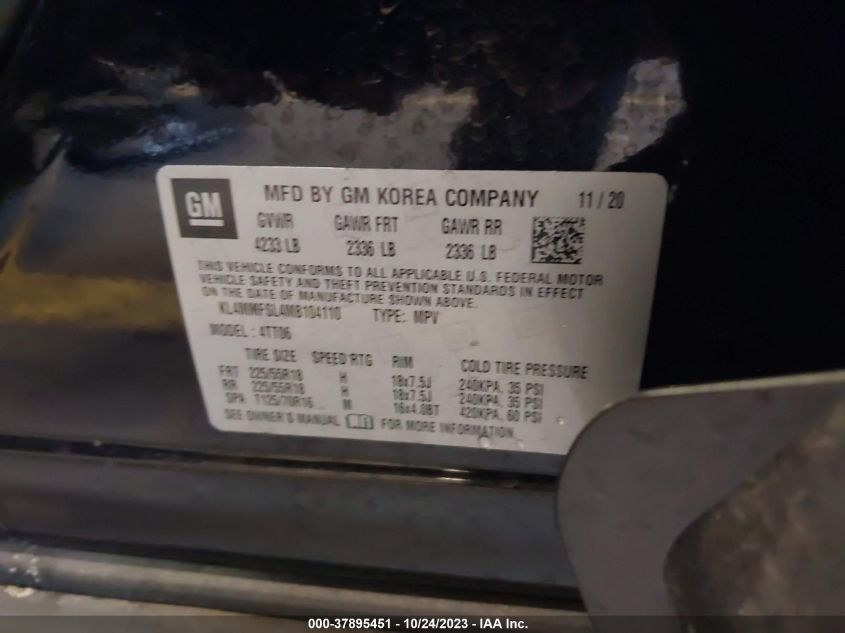 GM MFD BY GM KOREA COMPANY 11 / 20
GVWR GAWR FRT GAWR RR
4233 LB 2336 LB 2336 LB
THIS VEHICLE CONFORMS TO ALL APPLICABLE U.S. FEDERAL MOTOR
VEHICLE SAFETY AND THEFT PREVENTION STANDARDS IN EFFECT
ON THE DATE OF MANUFACTURE SHOWN ABOVE.
KL4MMFSL4MB104110 TYPE: MPV
MODEL: 4TT06
TIRE SIZE SPEED RTG RIM COLD TIRE PRESSURE
FRT 225/55R18 H 18x7.5J 240KPA, 35 PSI
RR 225/55R18 H 18x7.5J 240KPA, 35 PSI
SPA T125/70R16 M 16x4.0BT 420KPA, 60 PSI
SEE OWNER'S MANUAL FOR MORE INFORMATION.
000-37895451 - 10/24/2023 - IAA Inc.